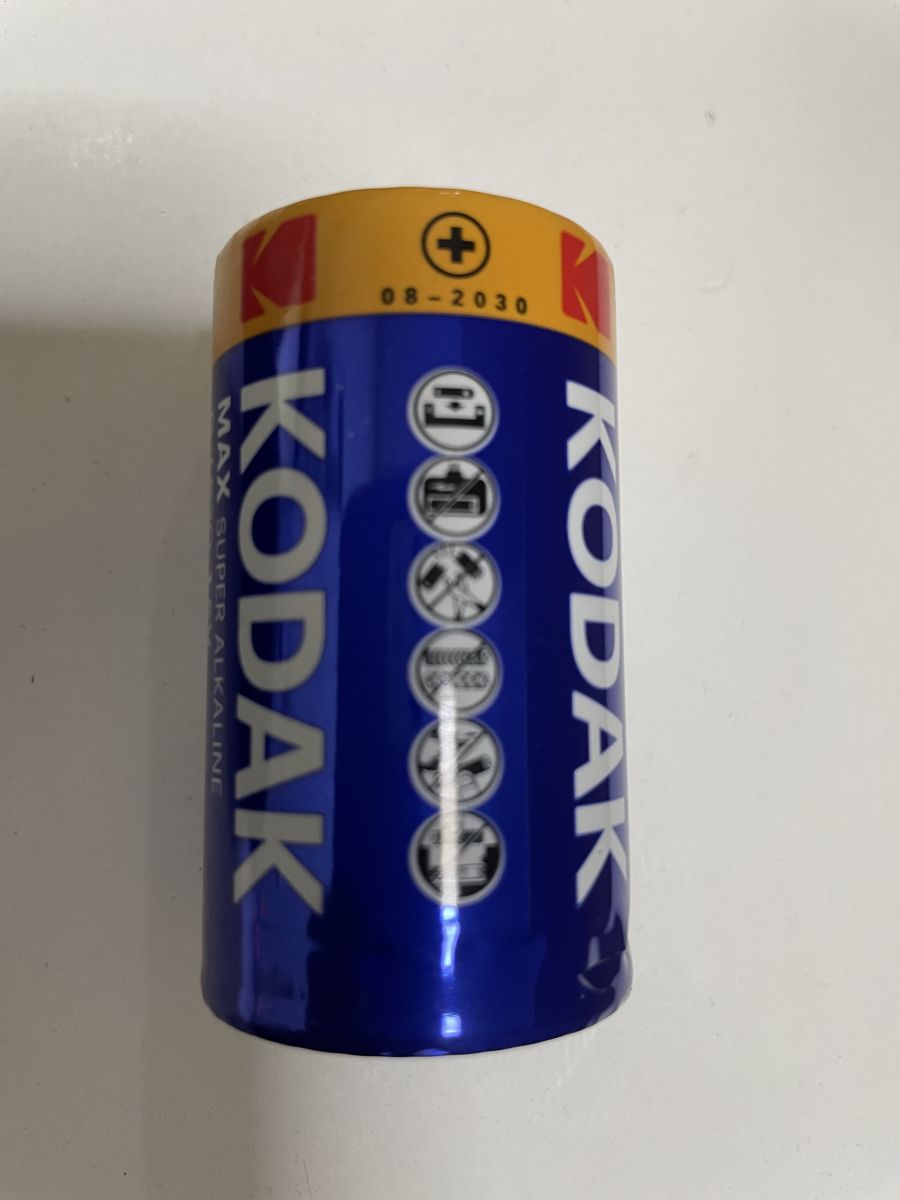 08-2030
KODAK
MAX SUPER ALKALINE
KODAK